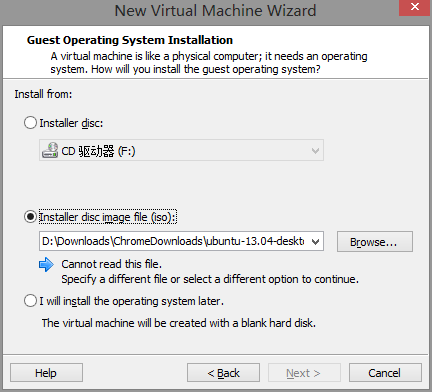 New Virtual Machine Wizard
Guest Operating System Installation
A virtual machine is like a physical computer; it needs an operating
system. How will you install the guest operating system?
Install from:
Installer disc:
CD 驱动器 (F:)
Installer disc image file (iso):
D:\Downloads\ChromeDownloads\ubuntu-13.04-deskto
Browse...
Cannot read this file.
Specify a different file or select a different option to continue.
I will install the operating system later.
The virtual machine will be created with a blank hard disk.
Help
< Back
Next >
Cancel